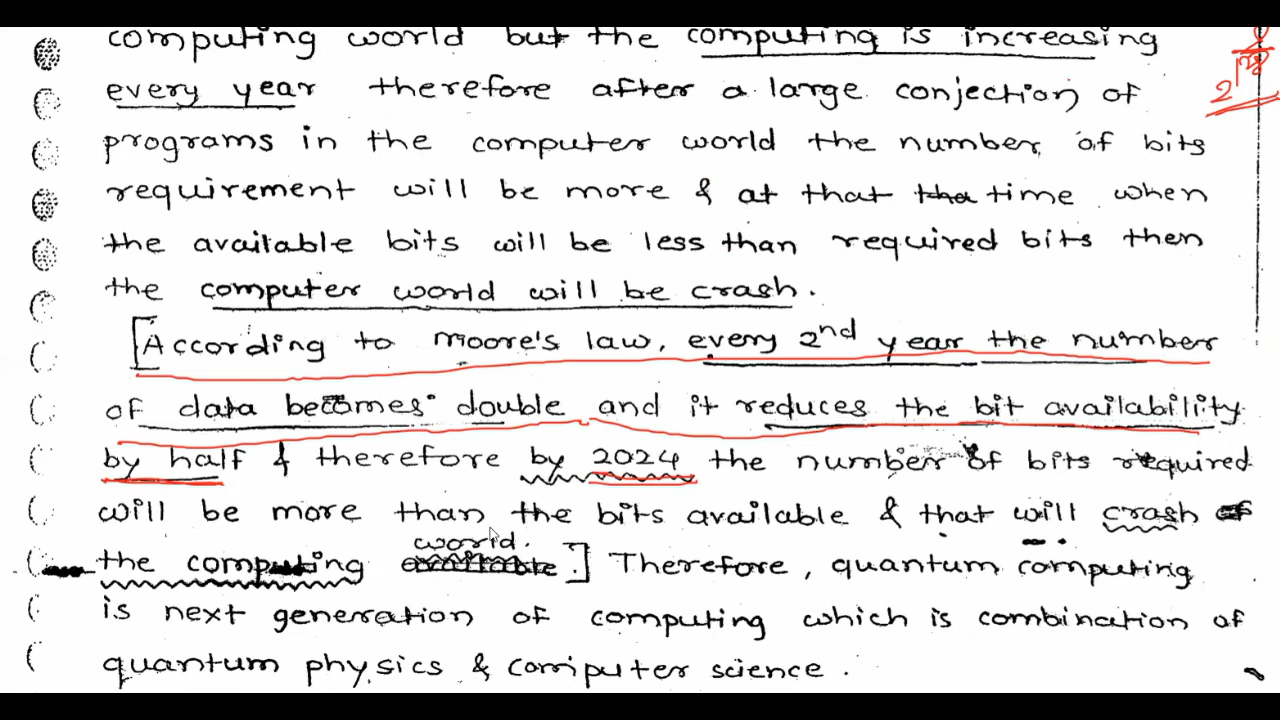 computing world but the computing is increasing
every year therefore after a large conjection of
programs in the computer world the number of bits
requirement will be more & at that tha time when
the available bits will be less than required bits then
the computer world will be crash.
[According to moore's law, every 2nd year the number
of data becomes double and it reduces the bit availability
by half & therefore by 2024 the number of bits required
will be more than the bits available & that will crash of
world.
the computing available .] Therefore, quantum computing
is next generation of computing which is combination of
quantum physics & computer science.